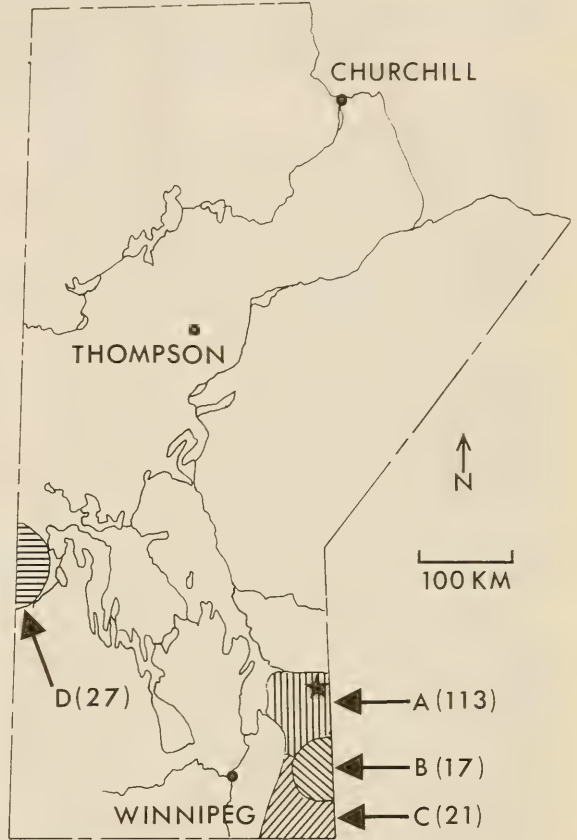 CHURCHILL
THOMPSON
N
100 KM
D(27)
A (113)
B (17)
C(21)
WINNIPEG